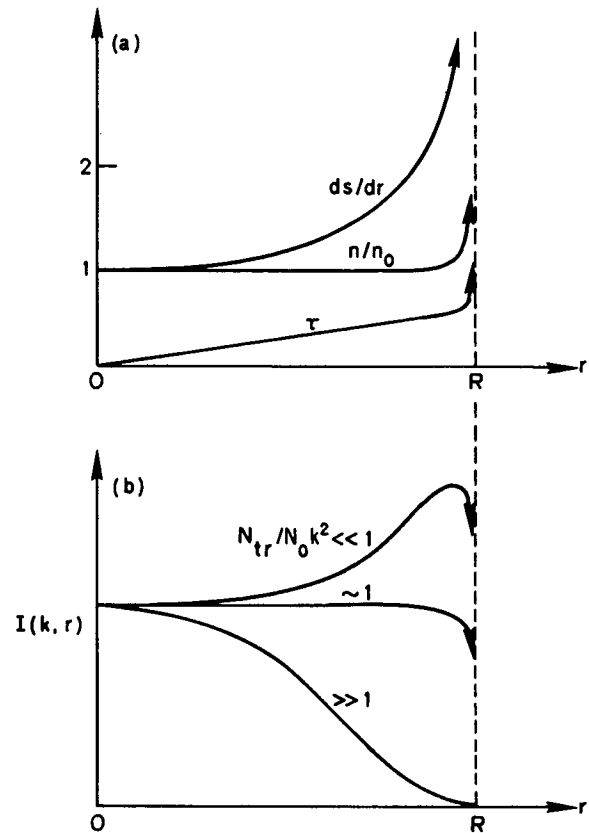 (a)
2
ds/dr
n/n₀
1
τ
O
R
r
(b)
Nₜᵣ/N₀k²<<1
~1
I(k,r)
>>1
O
R
r